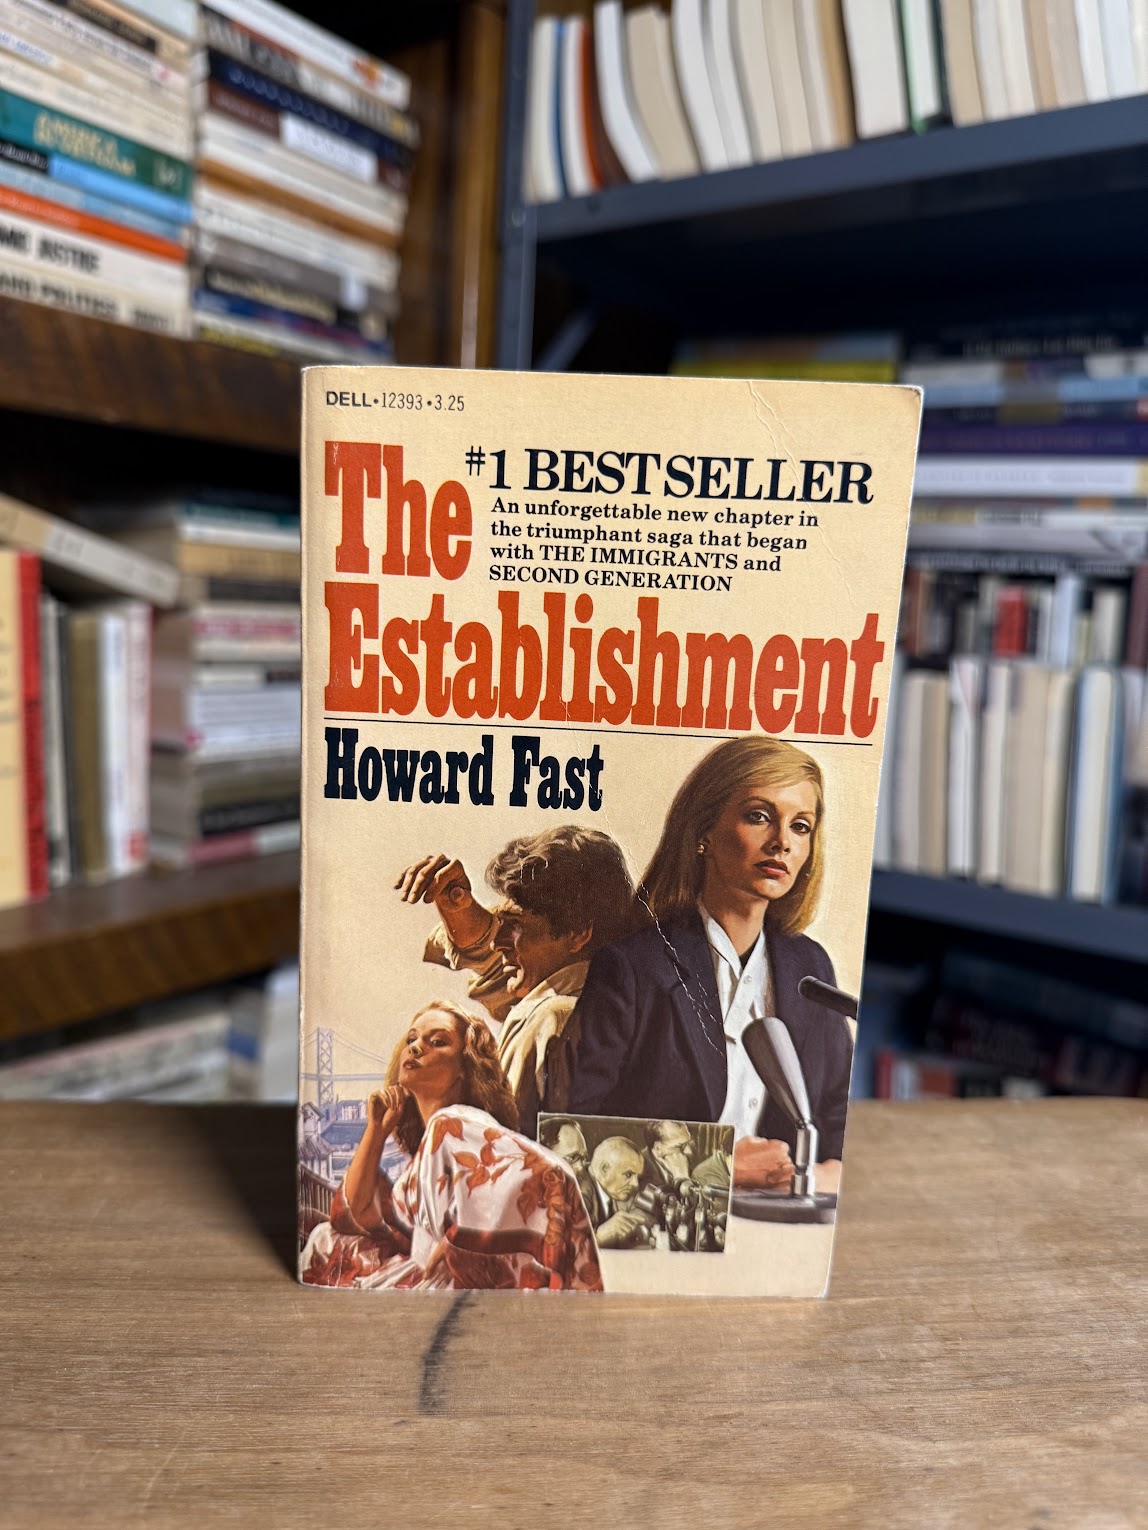 DELL•12393•3.25
The
#1 BESTSELLER
An unforgettable new chapter in
the triumphant saga that began
with THE IMMIGRANTS and
SECOND GENERATION
Establishment
Howard Fast